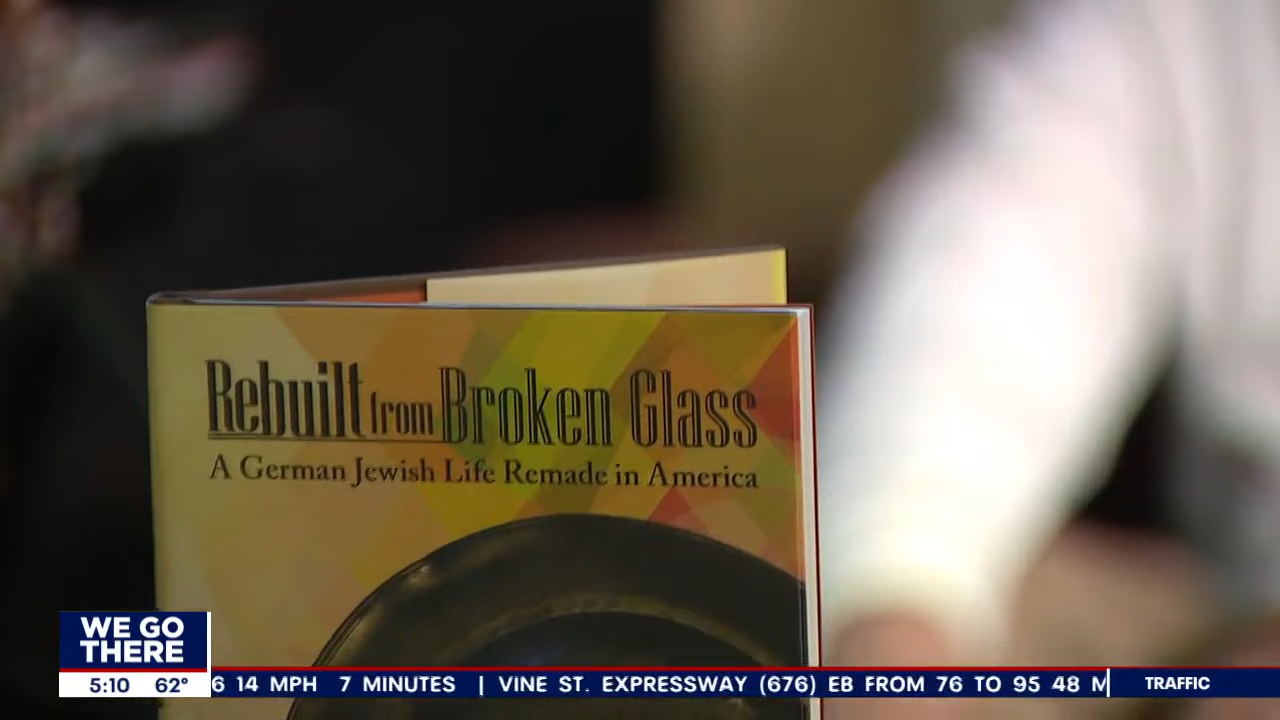 Rebuilt from Broken Glass
A German Jewish Life Remade in America
WE GO
THERE
5:10 62°
6 14 MPH 7 MINUTES | VINE ST. EXPRESSWAY (676) EB FROM 76 TO 95 48 M
TRAFFIC